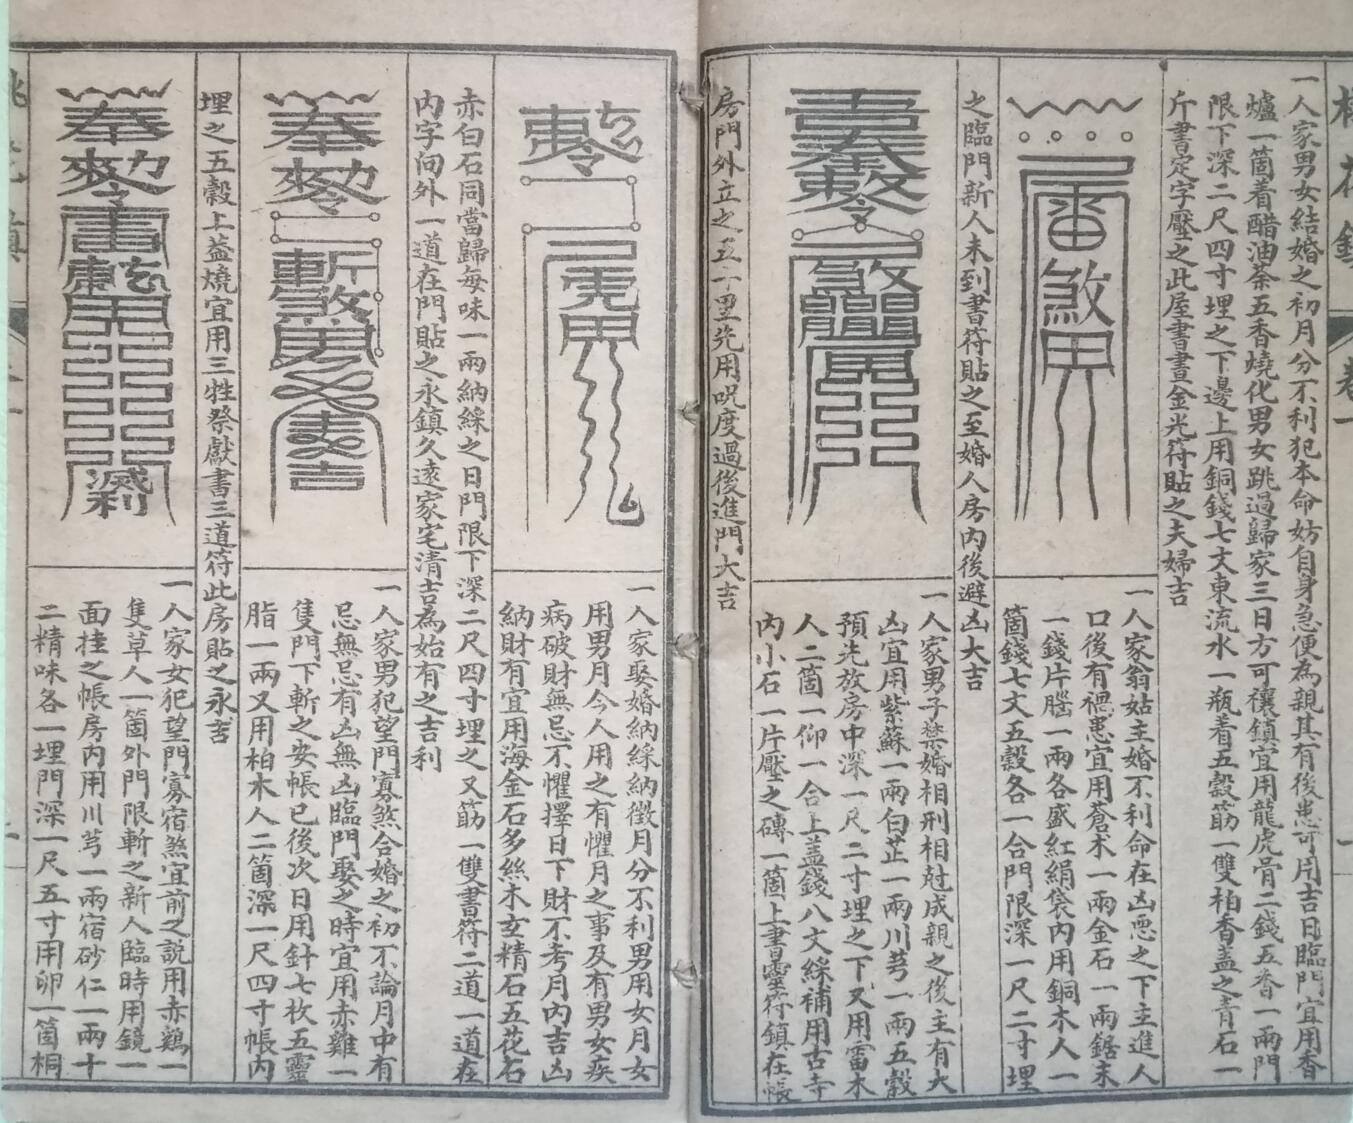 桃花鎮 卷一
一人家男女結婚之初月分不利犯本命妨自身急便為親其有後患可用吉日臨門宜用香
爐一箇着醋油茶五香燒化男女跳過歸家三日方可禳鎮宜用龍虎骨二錢五香一兩門
限下深二尺四寸埋之下邊上用銅錢七文東流水一瓶着五穀筯一雙柏香盖之青石一
斤書定字壓之此屋書畫金光符貼之夫婦吉
一人家翁姑主婚不利命在凶悪之下主進人
口後有禩患宜用蒼术一兩金石一兩鋸末
一錢片腦一兩各盛紅絹袋内用銅木人一
箇錢七文五穀各一合門限深一尺二寸埋
之臨門新人未到書符貼之至婚人房内後避凶大吉
一人家男子禁婚相刑相尅成親之後主有大
凶宜用紫蘇一兩白芷一兩川芎一兩五穀
預先放房中深一尺二寸埋之下又用雷木
人二箇一仰一合上盖錢八文綵補用古寺
内小石一片壓之磚一箇上書靈符鎮在帳
房門外立之五十里先用呪度過後進門大吉
一人家娶婚納綵納徴月分不利男用女月女
用男月今人用之有懼月之事及有男女疾
病破財無忌不懼擇日下財不考月内吉凶
納財有宜用海金石多絲木玄精石五花石
赤白石同當歸每味一兩納綵之日門限下深二尺四寸埋之又筯一雙書符二道一道在
内字间外一道在門貼之永鎮久遠家宅清吉為始有之吉利
一人家男犯望門寡煞合婚之初不論月中有
忌無忌有凶無凶臨門娶之時宜用赤雞一
隻門下斬之安帳已後次日用針七枚五靈
脂一兩又用柏木人二箇深一尺四寸帳内
埋之五穀上盖燒宜用三牲祭獻書三道符此房貼之永吉
一人家女犯望門寡宿煞宜前之説用赤鷄一
隻草人一箇外門限斬之新人臨時用鏡一
面挂之帳房内用川芎一兩宿砂仁一兩十
二精味各一埋門深一尺五寸用卵一箇桐